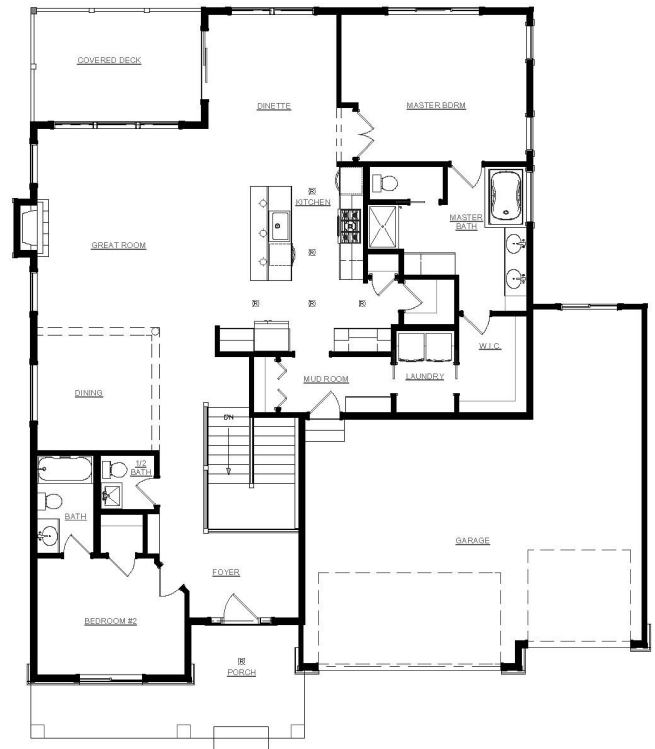 COVERED DECK
DINETTE
MASTER BDRM
KITCHEN
MASTER
BATH
GREAT ROOM
W.I.C.
MUD ROOM
LAUNDRY
DINING
DN
1/2
BATH
BATH
GARAGE
FOYER
BEDROOM #2
PORCH